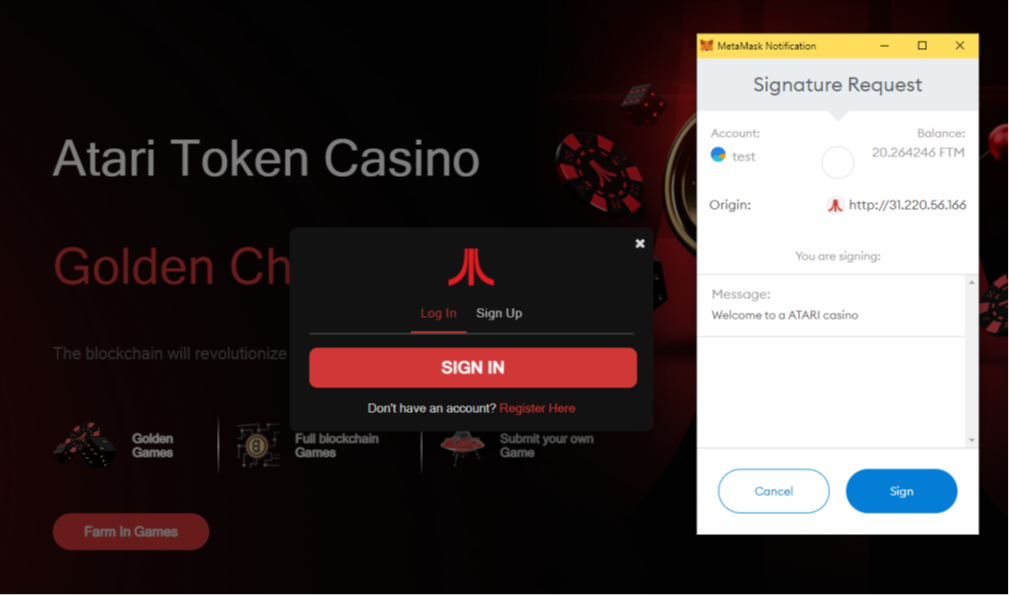 Atari Token Casino
Golden Ch
The blockchain will revolutionize
Golden
Games
Full blockchain
Games
Submit your own
Game
Farm In Games
Log In Sign Up
SIGN IN
Don't have an account? Register Here
MetaMask Notification
Signature Request
Account: Balance:
test 20.264246 FTM
Origin: http://31.220.56.166
You are signing:
Message:
Welcome to a ATARI casino
Cancel Sign